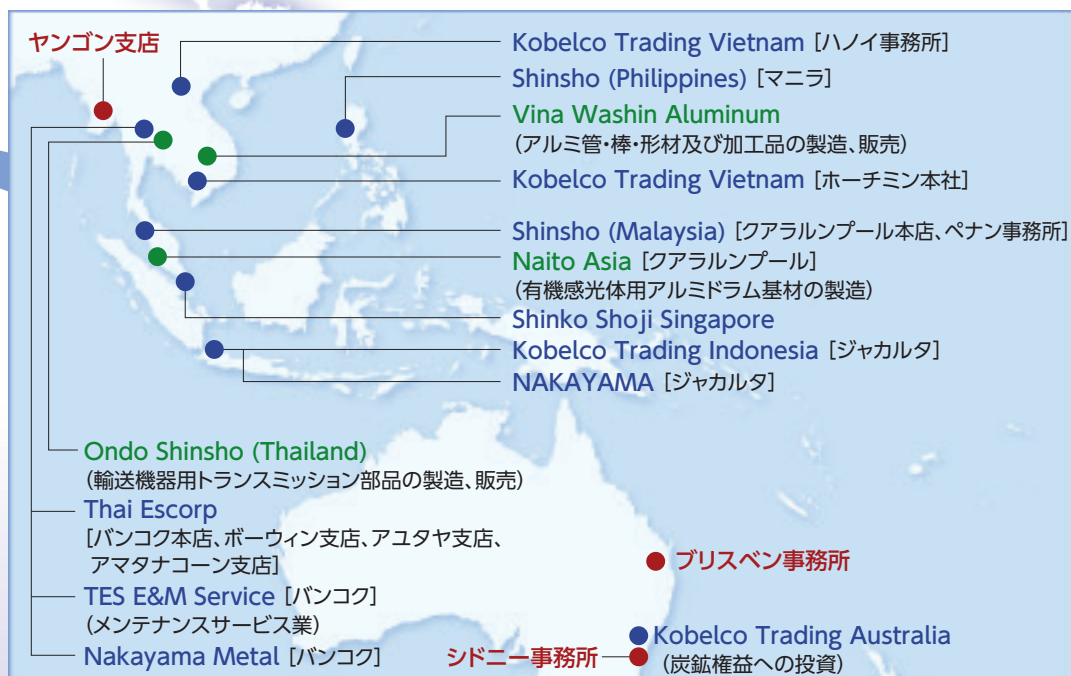 ヤンゴン支店
Kobelco Trading Vietnam [ハノイ事務所]
Shinsho (Philippines) [マニラ]
Vina Washin Aluminum
(アルミ管・棒・形材及び加工品の製造、販売)
Kobelco Trading Vietnam [ホーチミン本社]
Shinsho (Malaysia) [クアラルンプール本店、ペナン事務所]
Naito Asia [クアラルンプール]
(有機感光体用アルミドラム基材の製造)
Shinko Shoji Singapore
Kobelco Trading Indonesia [ジャカルタ]
NAKAYAMA [ジャカルタ]
Ondo Shinsho (Thailand)
(輸送機器用トランスミッション部品の製造、販売)
Thai Escorp
[バンコク本店、ボーウィン支店、アユタヤ支店、
アマタナコーン支店]
TES E&M Service [バンコク]
(メンテナンスサービス業)
Nakayama Metal [バンコク]
ブリスベン事務所
Kobelco Trading Australia
(炭鉱権益への投資)
シドニー事務所